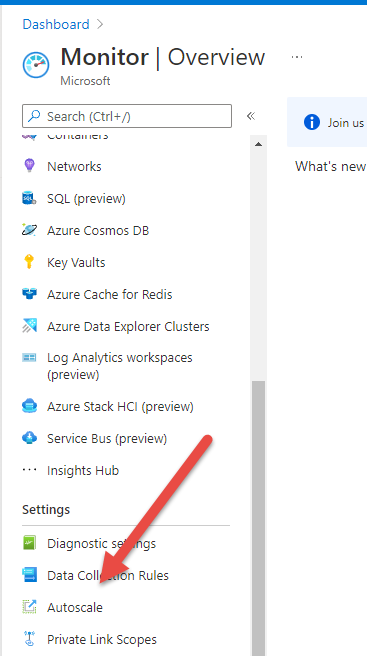 Dashboard >
Monitor | Overview ...
Microsoft
Search (Ctrl+/) «
Join us
Containers
What's new
Networks
SQL (preview)
Azure Cosmos DB
Key Vaults
Azure Cache for Redis
Azure Data Explorer Clusters
Log Analytics workspaces
(preview)
Azure Stack HCI (preview)
Service Bus (preview)
Insights Hub
Settings
Diagnostic settings
Data Collection Rules
Autoscale
Private Link Scopes